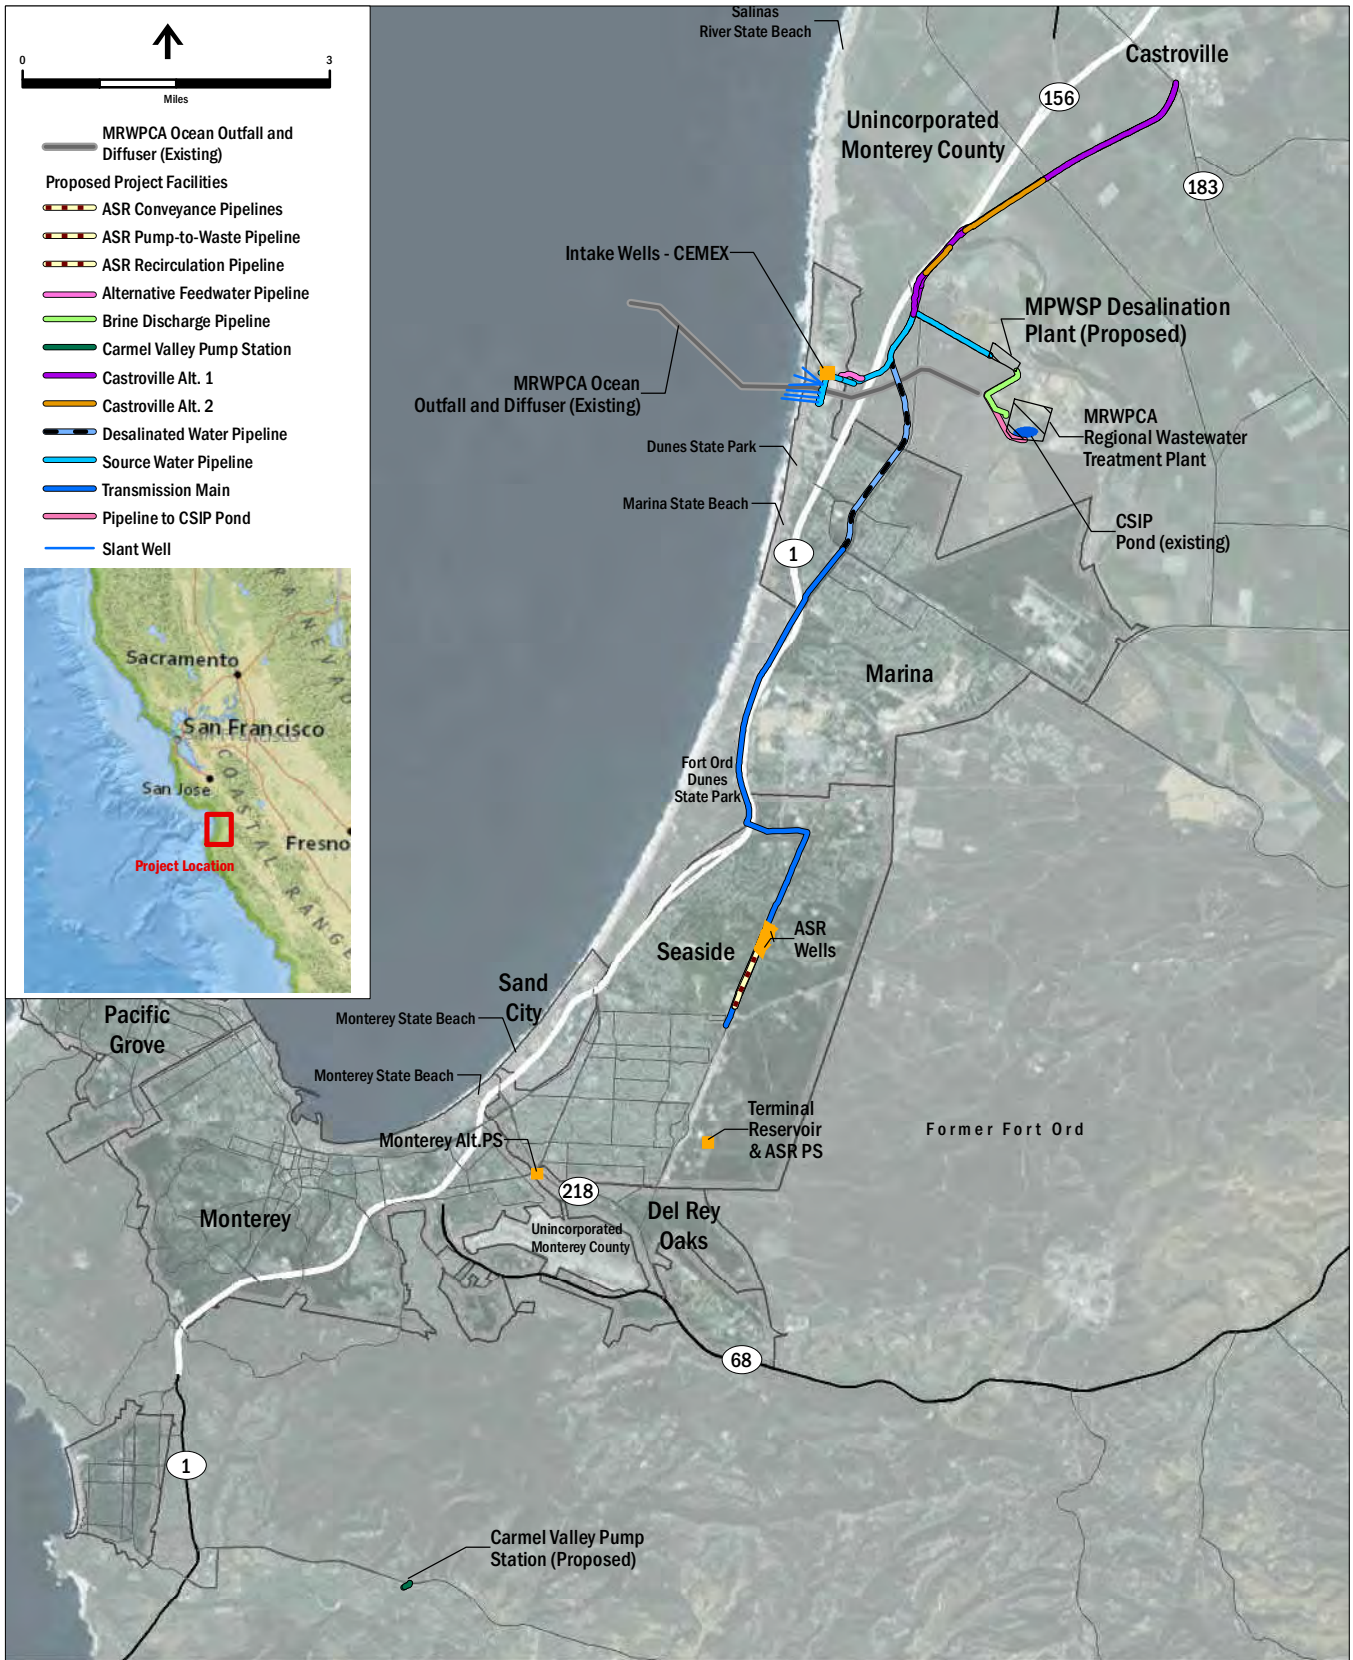 0
3
Miles
MRWPCA Ocean Outfall and
Diffuser (Existing)
Proposed Project Facilities
ASR Conveyance Pipelines
ASR Pump-to-Waste Pipeline
ASR Recirculation Pipeline
Alternative Feedwater Pipeline
Brine Discharge Pipeline
Carmel Valley Pump Station
Castroville Alt. 1
Castroville Alt. 2
Desalinated Water Pipeline
Source Water Pipeline
Transmission Main
Pipeline to CSIP Pond
Slant Well
Sacramento
San Francisco
San Jose
Fresno
COASTAL RANGE
Project Location
Salinas
River State Beach
Castroville
156
Unincorporated
Monterey County
183
Intake Wells - CEMEX
MPWSP Desalination
Plant (Proposed)
MRWPCA Ocean
Outfall and Diffuser (Existing)
MRWPCA
Regional Wastewater
Treatment Plant
Dunes State Park
Marina State Beach
CSIP
Pond (existing)
1
Marina
Fort Ord
Dunes
State Park
ASR
Wells
Seaside
Sand
City
Pacific
Grove
Monterey State Beach
Monterey State Beach
Terminal
Reservoir
& ASR PS
Former Fort Ord
Monterey Alt.PS
218
Monterey
Del Rey
Oaks
Unincorporated
Monterey County
68
1
Carmel Valley Pump
Station (Proposed)